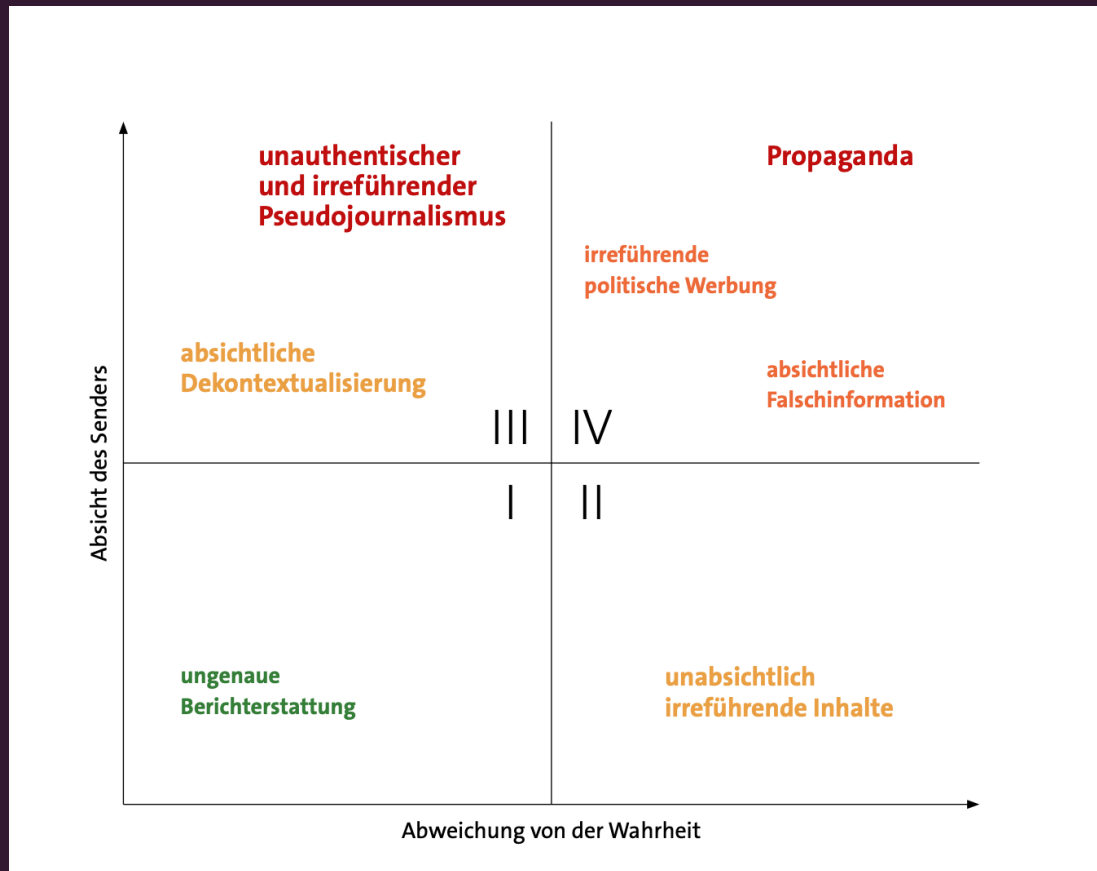 unauthentischer
und irreführender
Pseudojournalismus
Propaganda
irreführende
politische Werbung
absichtliche
Dekontextualisierung
absichtliche
Falschinformation
III
IV
I
II
ungenaue
Berichterstattung
unabsichtlich
irreführende Inhalte
Absicht des Senders
Abweichung von der Wahrheit